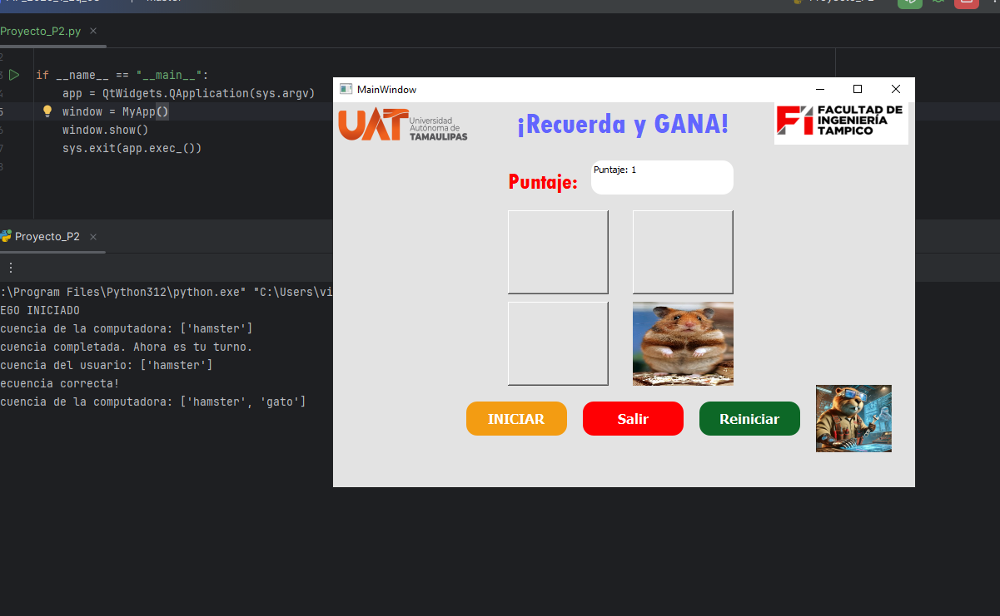 Proyecto_P2.py
if __name__ == "__main__":
app = QtWidgets.QApplication(sys.argv)
window = MyApp()
window.show()
sys.exit(app.exec_())
MainWindow
UAT Universidad
Autónoma de
TAMAULIPAS
¡Recuerda y GANA!
Fi FACULTAD DE
INGENIERÍA
TAMPICO
Puntaje:
Puntaje: 1
INICIAR
Salir
Reiniciar
Proyecto_P2
:\Program Files\Python312\python.exe" "C:\Users\vi
EGO INICIADO
cuencia de la computadora: ['hamster']
cuencia completada. Ahora es tu turno.
cuencia del usuario: ['hamster']
ecuencia correcta!
cuencia de la computadora: ['hamster', 'gato']